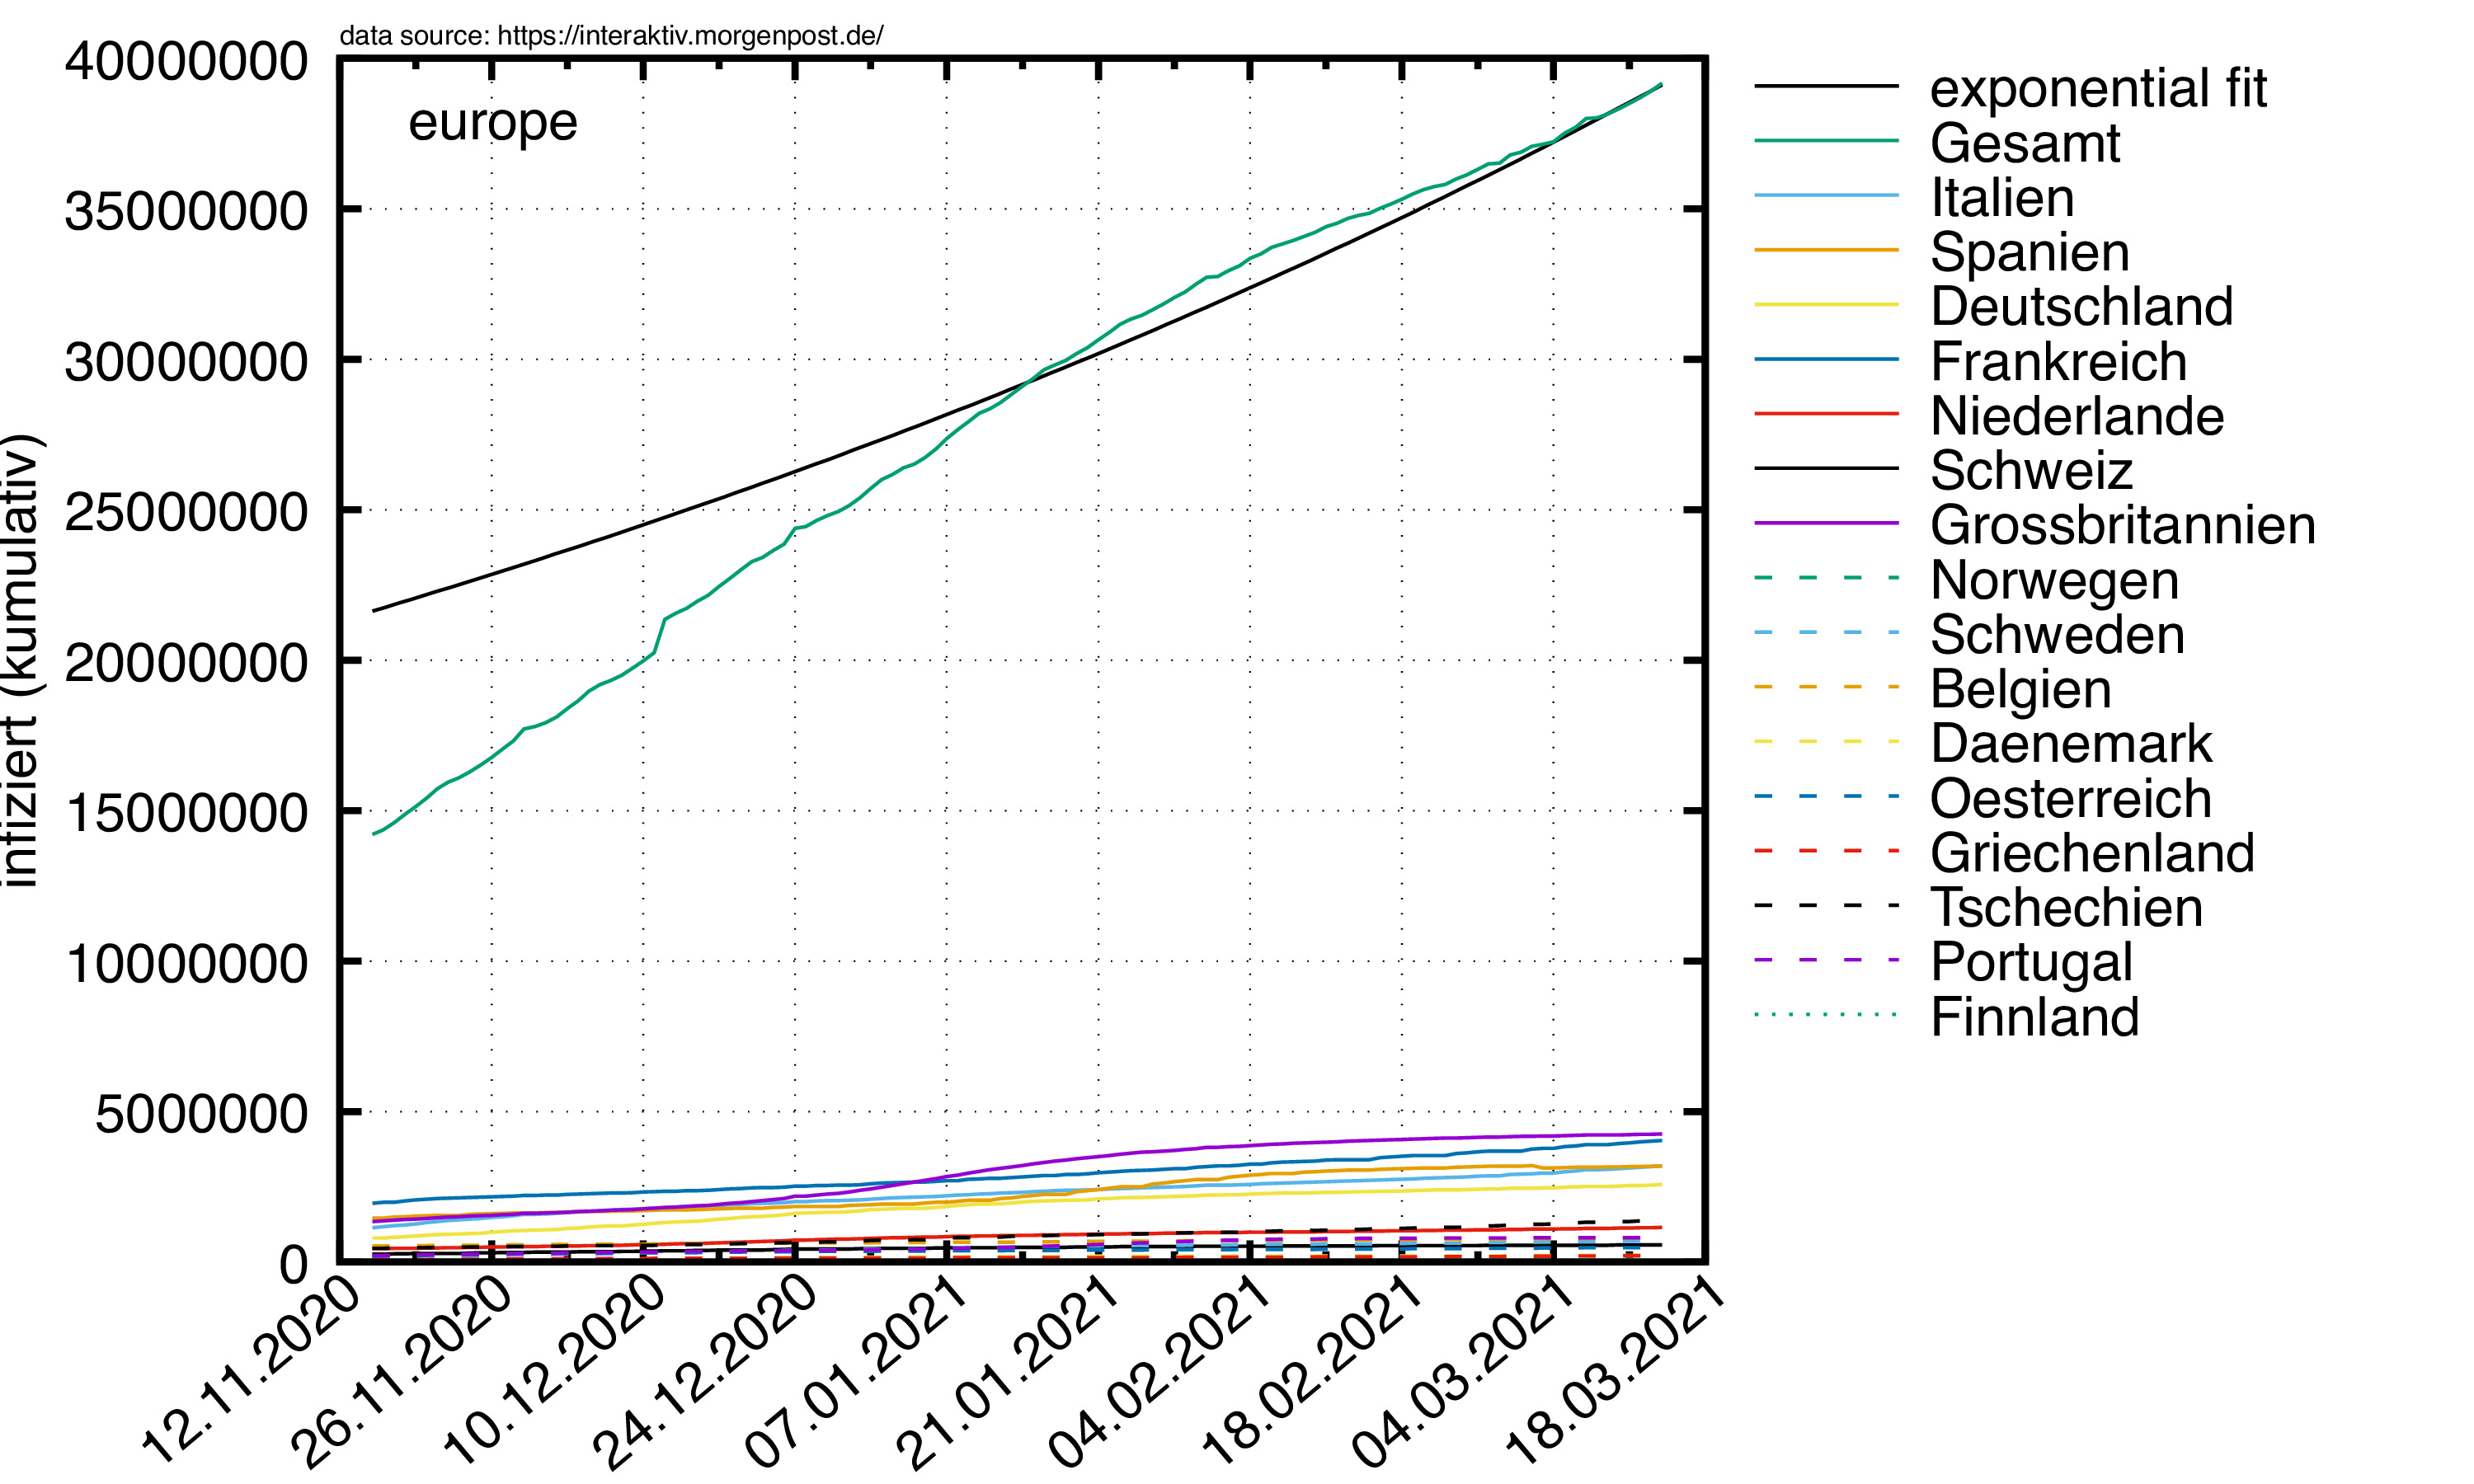 data source: https://interaktiv.morgenpost.de/
40000000
35000000
30000000
25000000
20000000
15000000
10000000
5000000
0
infiziert (kumulativ)
europe
12.11.2020
26.11.2020
10.12.2020
24.12.2020
07.01.2021
21.01.2021
04.02.2021
18.02.2021
04.03.2021
18.03.2021
exponential fit
Gesamt
Italien
Spanien
Deutschland
Frankreich
Niederlande
Schweiz
Grossbritannien
Norwegen
Schweden
Belgien
Daenemark
Oesterreich
Griechenland
Tschechien
Portugal
Finnland